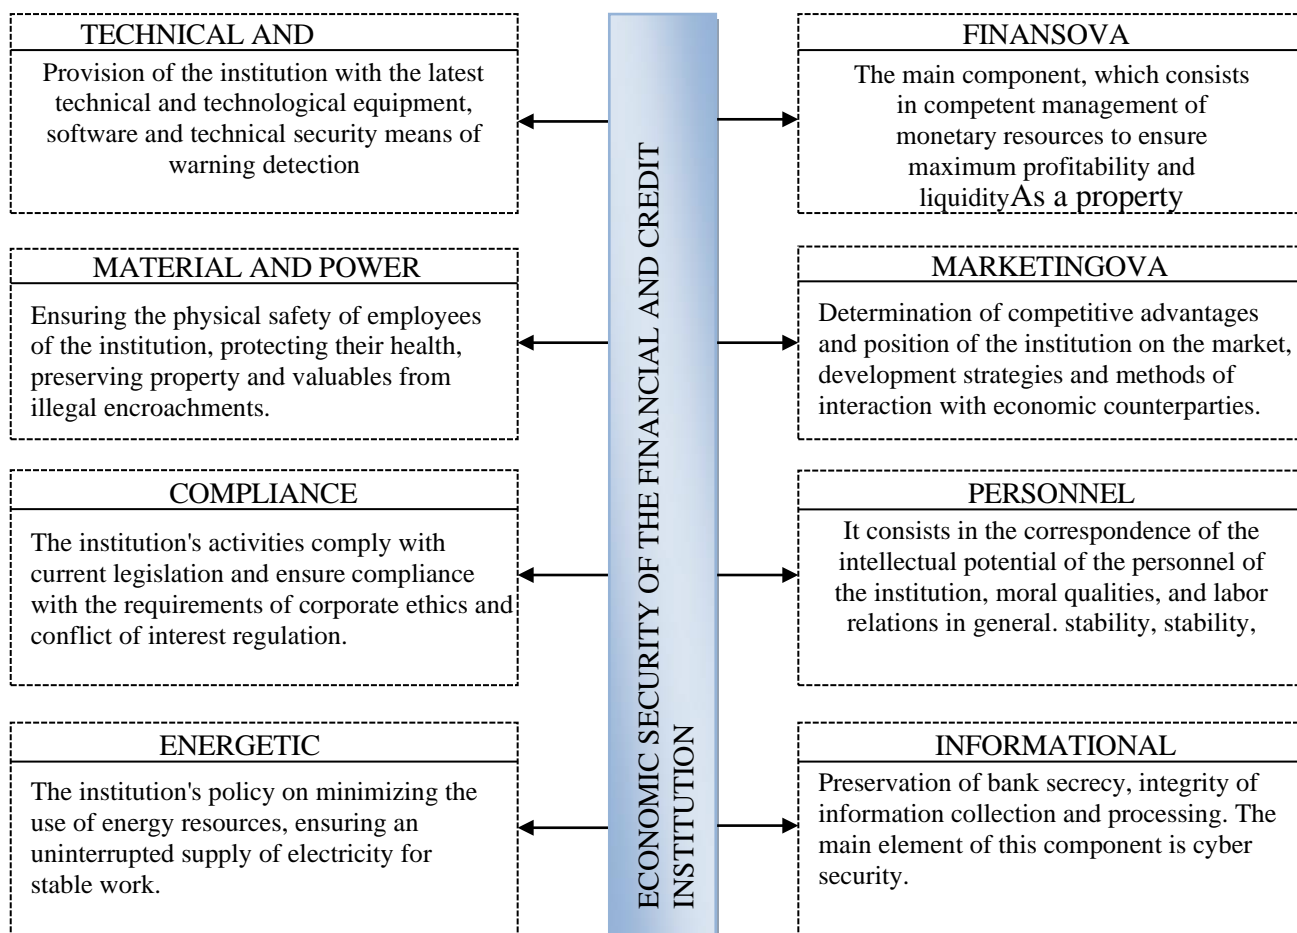 TECHNICAL AND
Provision of the institution with the latest
technical and technological equipment,
software and technical security means of
warning detection
MATERIAL AND POWER
Ensuring the physical safety of employees
of the institution, protecting their health,
preserving property and valuables from
illegal encroachments.
COMPLIANCE
The institution's activities comply with
current legislation and ensure compliance
with the requirements of corporate ethics and
conflict of interest regulation.
ENERGETIC
The institution's policy on minimizing the
use of energy resources, ensuring an
uninterrupted supply of electricity for
stable work.
ECONOMIC SECURITY OF THE FINANCIAL AND CREDIT
INSTITUTION
FINANSOVA
The main component, which consists
in competent management of
monetary resources to ensure
maximum profitability and
liquidityAs a property
MARKETINGOVA
Determination of competitive advantages
and position of the institution on the market,
development strategies and methods of
interaction with economic counterparties.
PERSONNEL
It consists in the correspondence of the
intellectual potential of the personnel of
the institution, moral qualities, and labor
relations in general. stability, stability,
INFORMATIONAL
Preservation of bank secrecy, integrity of
information collection and processing. The
main element of this component is cyber
security.